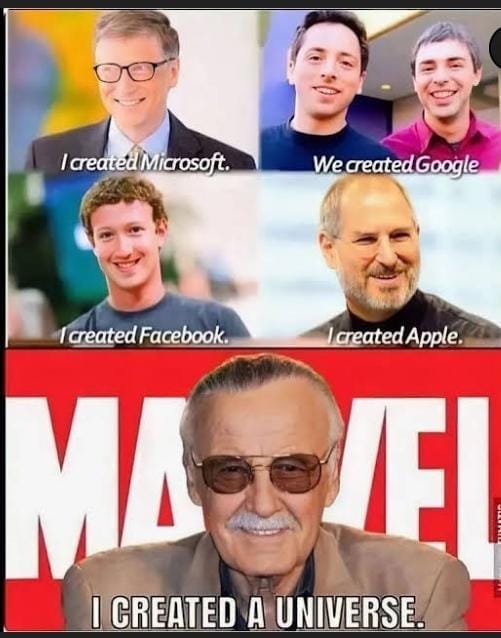 I created Microsoft.
We created Google
I created Facebook.
I created Apple.
MARVEL
I CREATED A UNIVERSE.